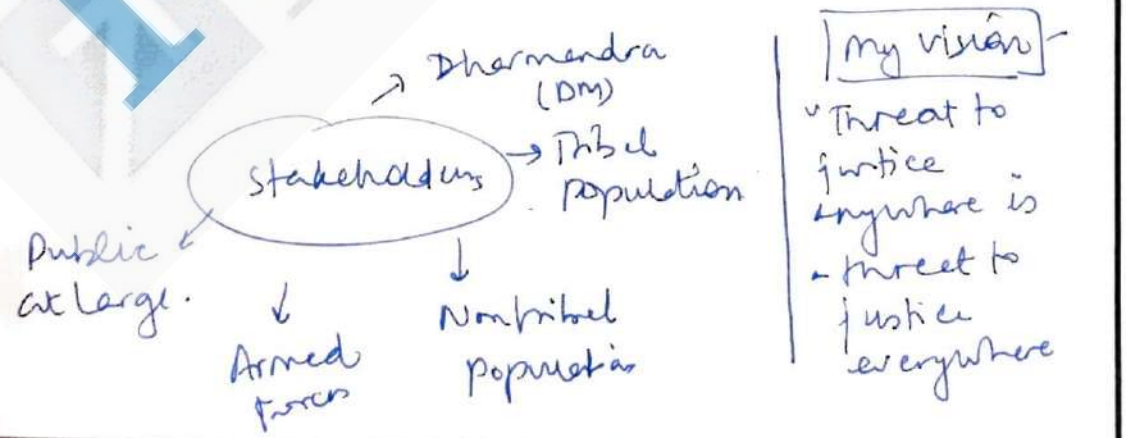 Dharmendra
(DM)
Stakeholders
Tribal
population
Public
at large.
Armed
Forces
Nontribal
Population
My vision -
"Threat to
justice
anywhere is
a threat to
justice
everywhere